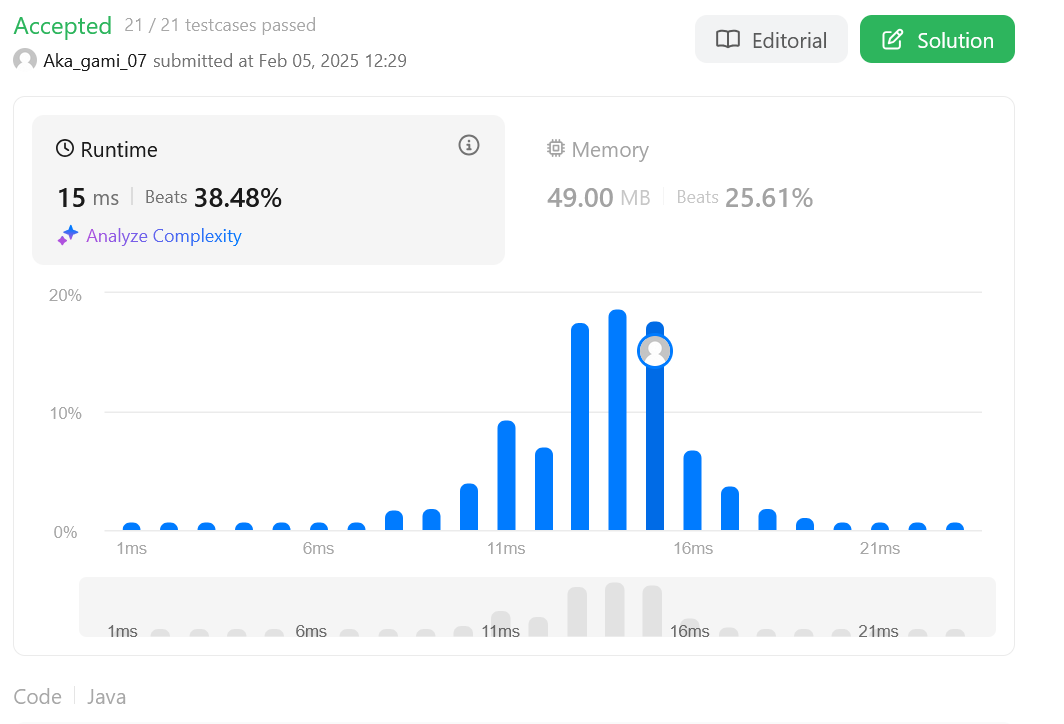 Accepted 21 / 21 testcases passed
Editorial
Solution
Aka_gami_07 submitted at Feb 05, 2025 12:29
Runtime
15 ms Beats 38.48%
Analyze Complexity
Memory
49.00 MB Beats 25.61%
20%
10%
0%
1ms 6ms 11ms 16ms 21ms
1ms 6ms 11ms 16ms 21ms
Code Java